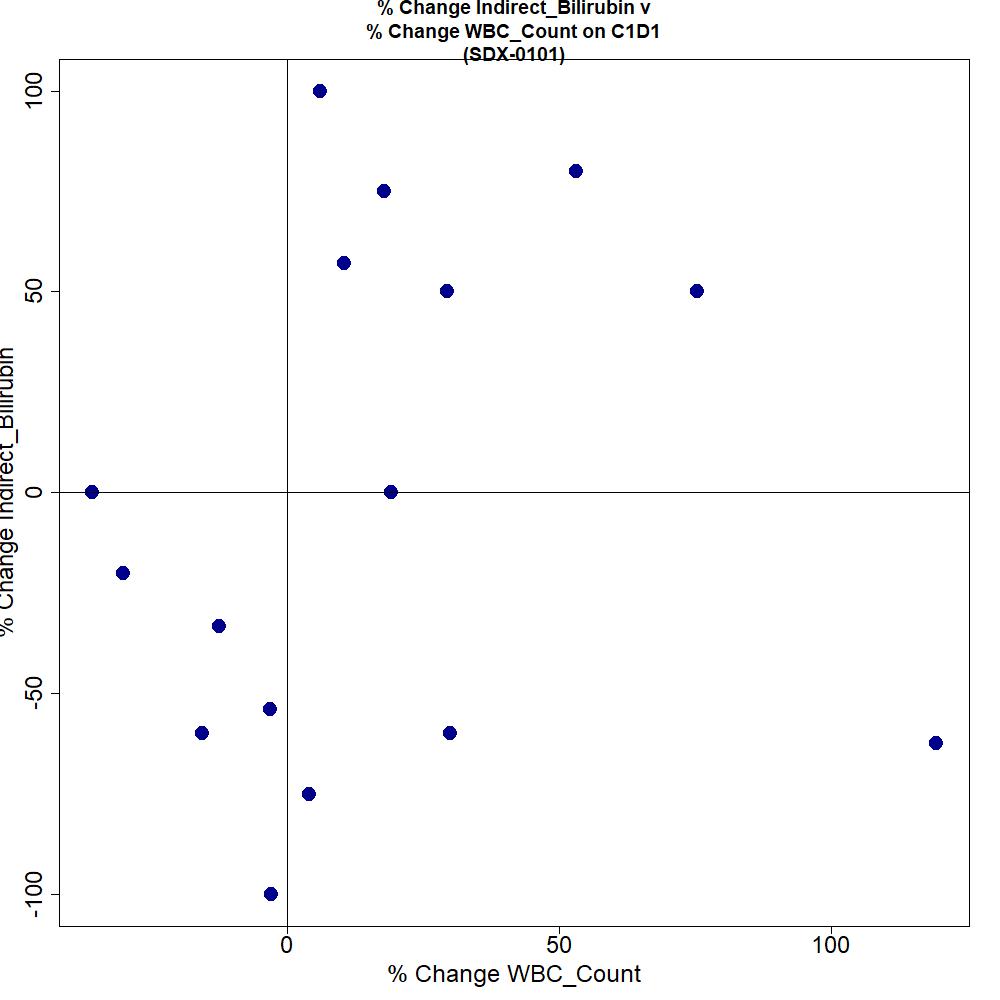 % Change Indirect_Bilirubin v
% Change WBC_Count on C1D1
(SDX-0101)
% Change Indirect_Bilirubin
100
50
0
-50
-100
0 50 100
% Change WBC_Count